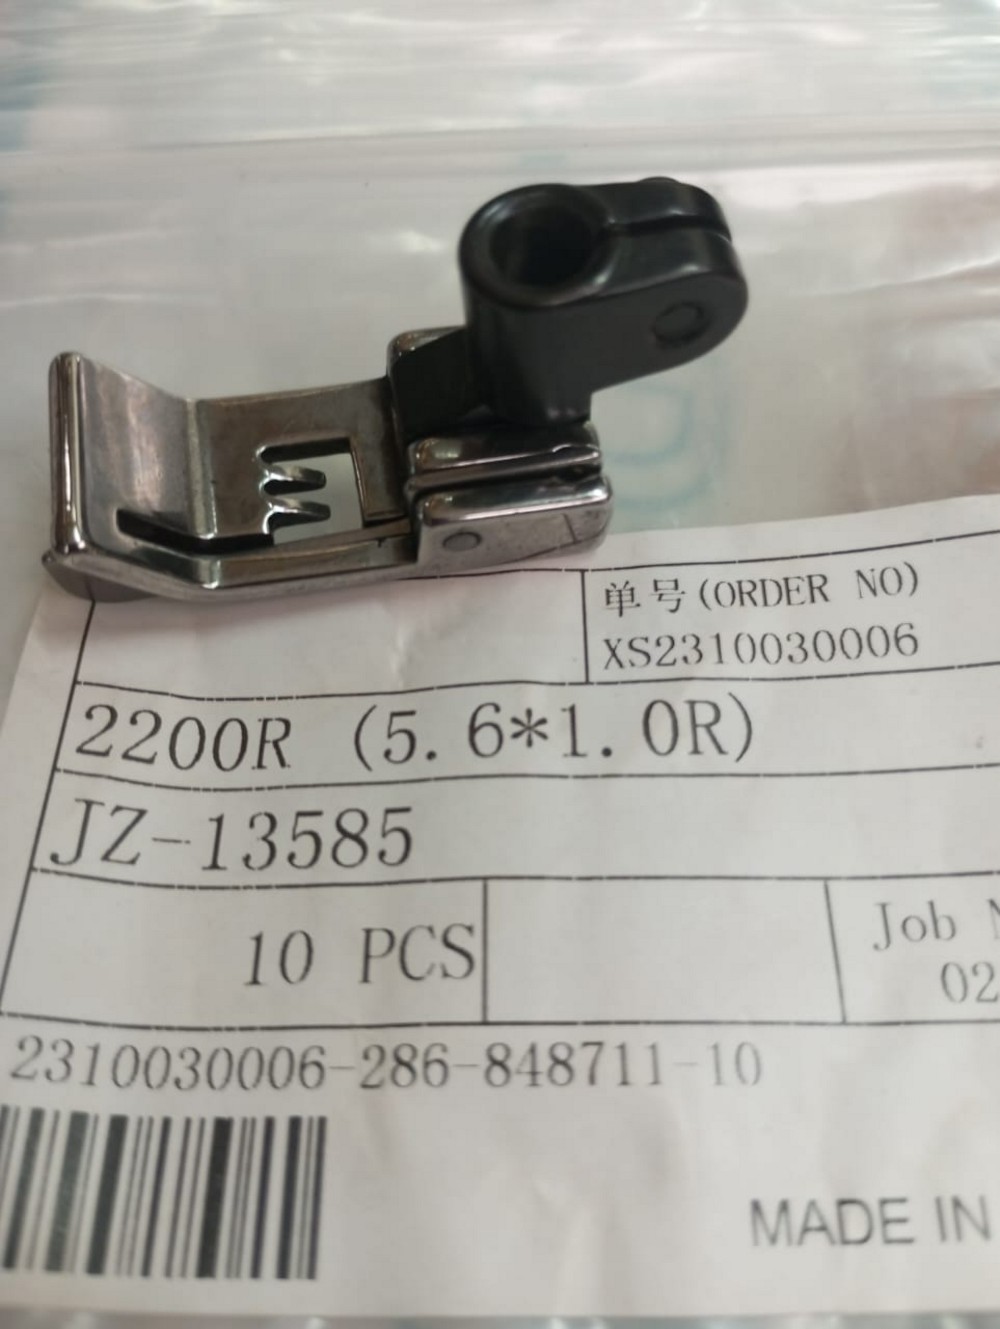 单号(ORDER NO)
XS2310030006
2200R (5.6*1.0R)
JZ-13585
10 PCS
Job
02
2310030006-286-848711-10
MADE IN